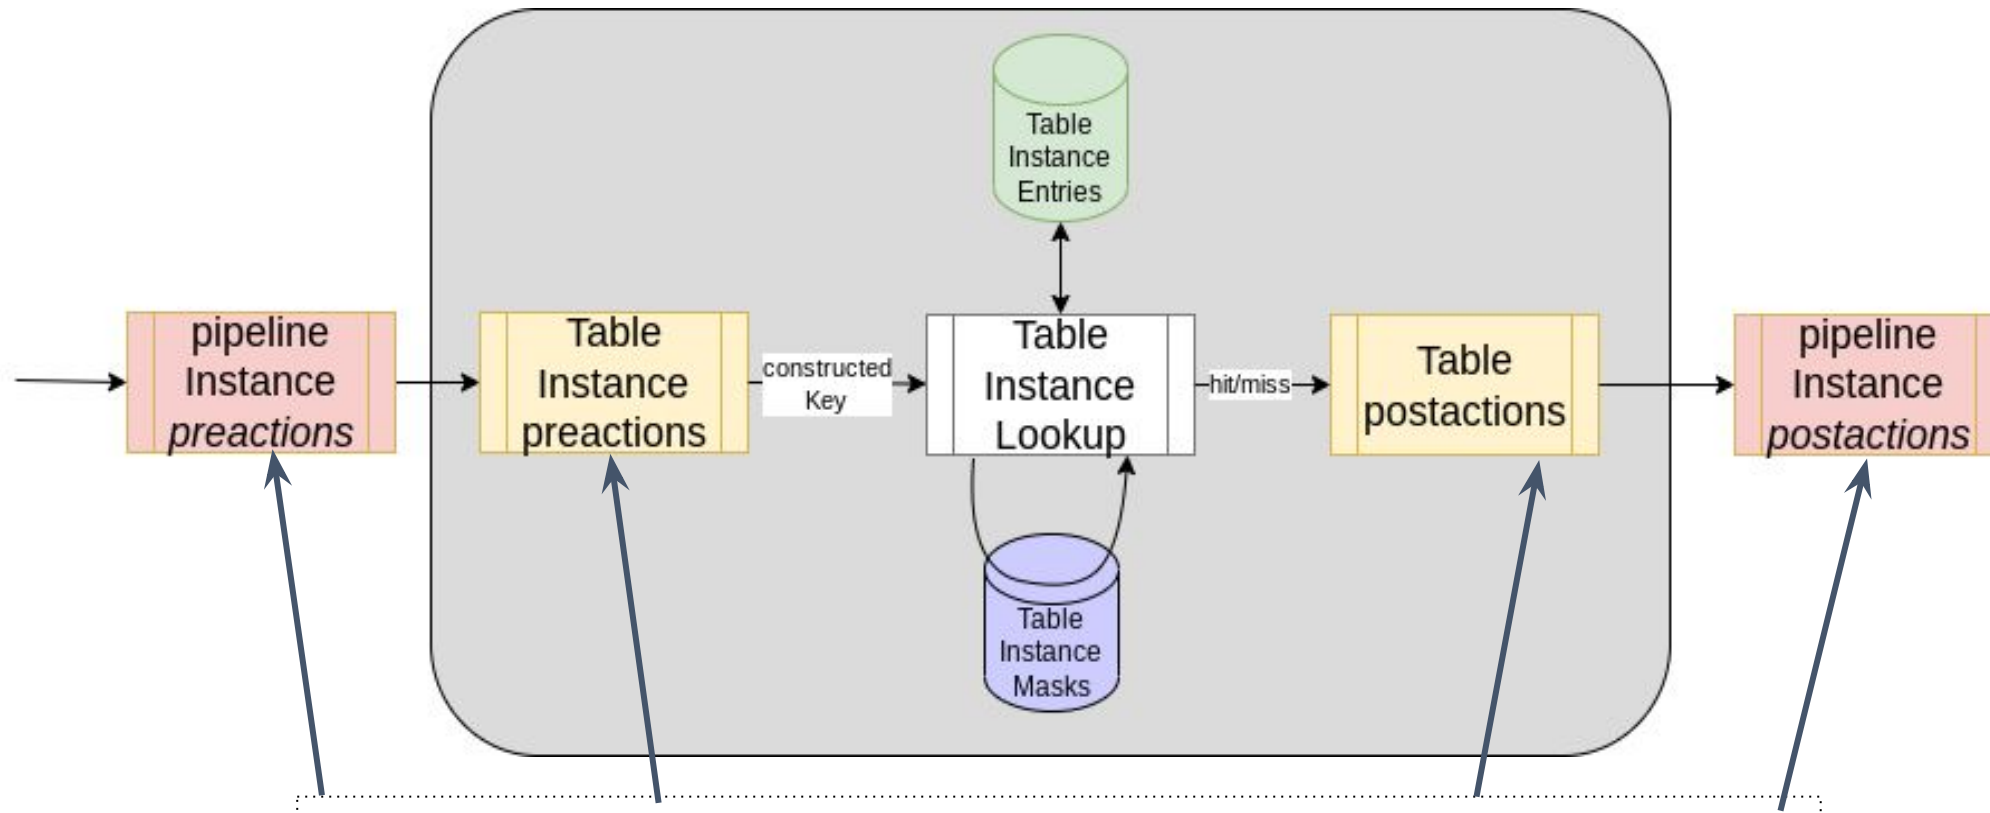 Table
Instance
Entries
pipeline
Instance
preactions
Table
Instance
preactions
constructed
Key
Table
Instance
Lookup
hit/miss
Table
postactions
pipeline
Instance
postactions
Table
Instance
Masks